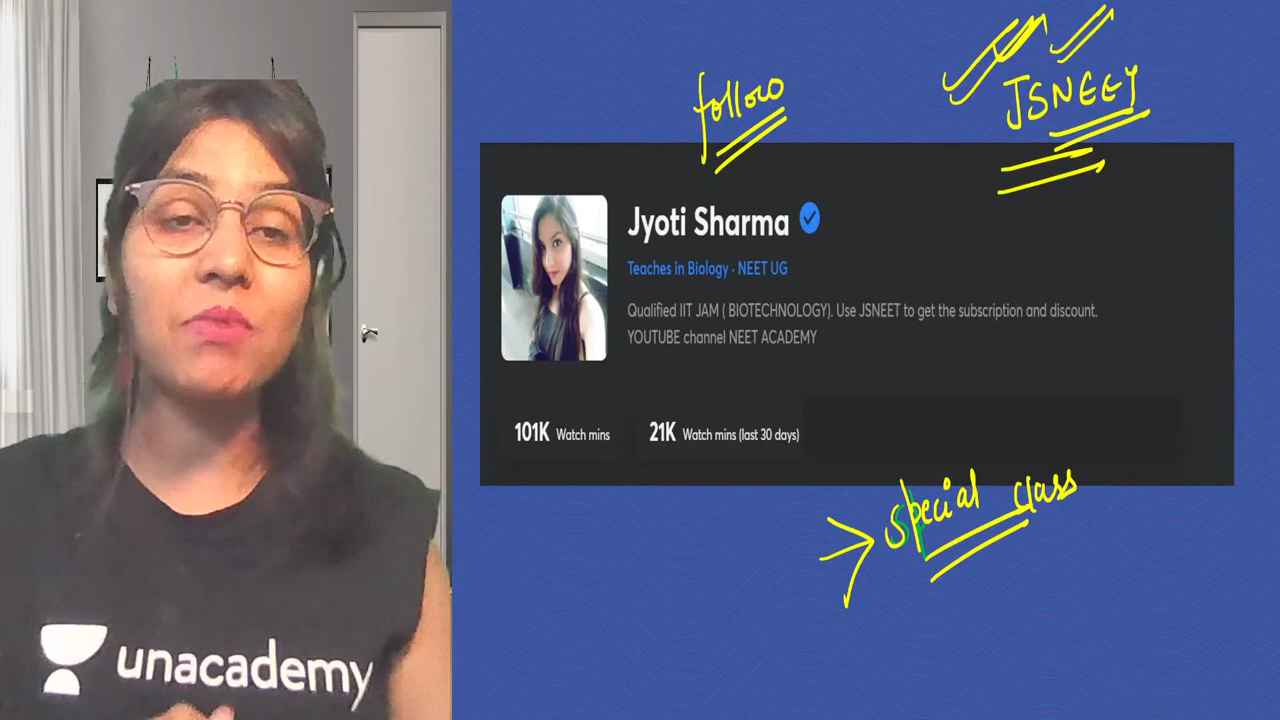 follow
JSNEEY
Jyoti Sharma
Teaches in Biology · NEET UG
Qualified IIT JAM ( BIOTECHNOLOGY). Use JSNEET to get the subscription and discount.
YOUTUBE channel NEET ACADEMY
101K Watch mins
21K Watch mins (last 30 days)
special class
unacademy